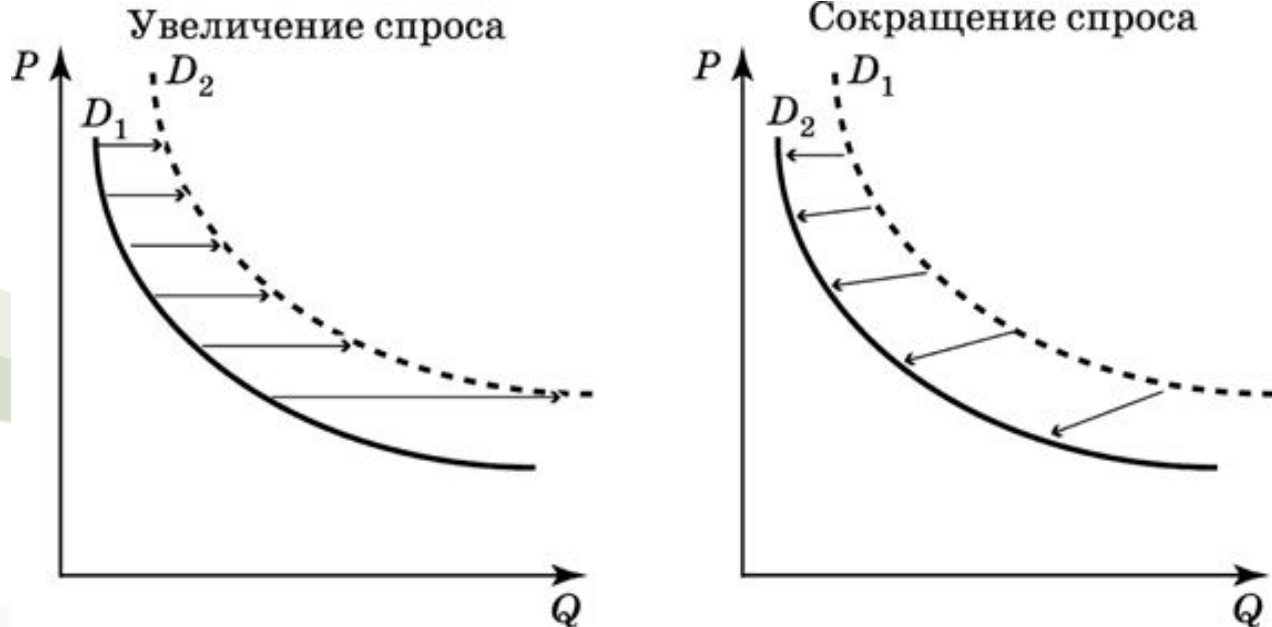 Увеличение спроса
P
D₂
D₁
Q
Сокращение спроса
P
D₁
D₂
Q